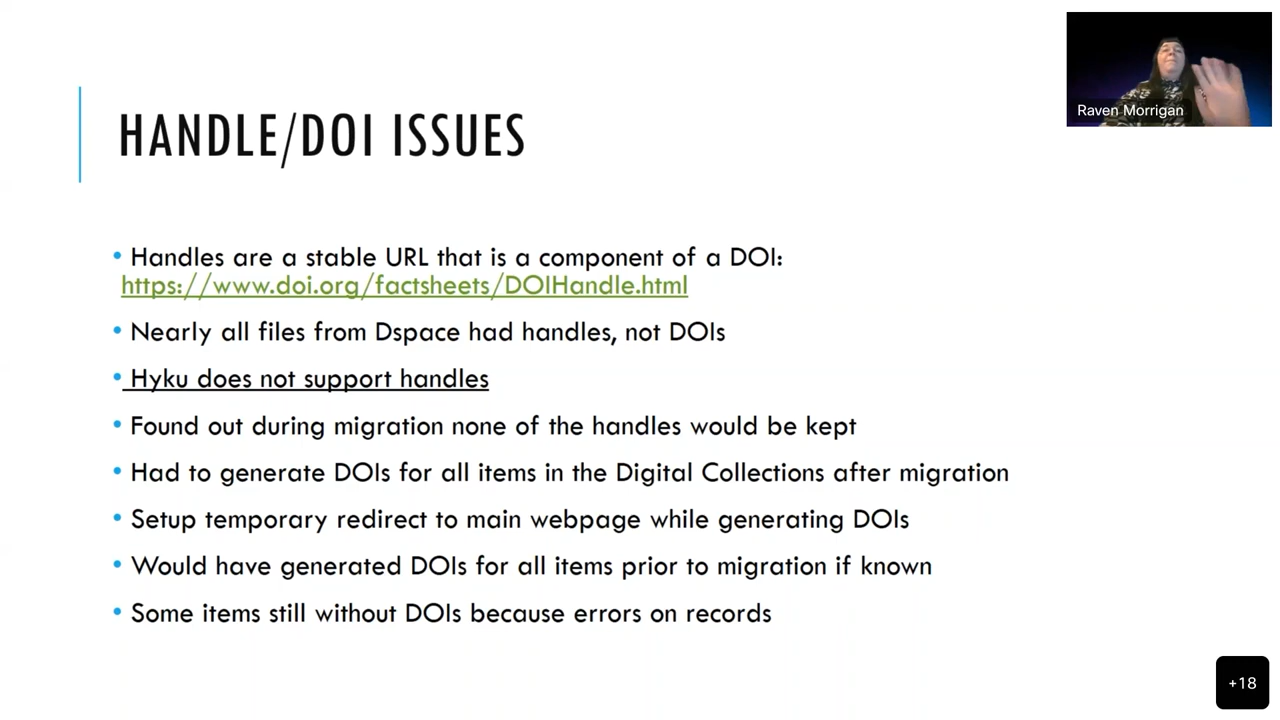 Raven Morrigan
HANDLE/DOI ISSUES
• Handles are a stable URL that is a component of a DOI:
https://www.doi.org/factsheets/DOIHandle.html
• Nearly all files from Dspace had handles, not DOIs
• Hyku does not support handles
• Found out during migration none of the handles would be kept
• Had to generate DOIs for all items in the Digital Collections after migration
• Setup temporary redirect to main webpage while generating DOIs
• Would have generated DOIs for all items prior to migration if known
• Some items still without DOIs because errors on records
+18